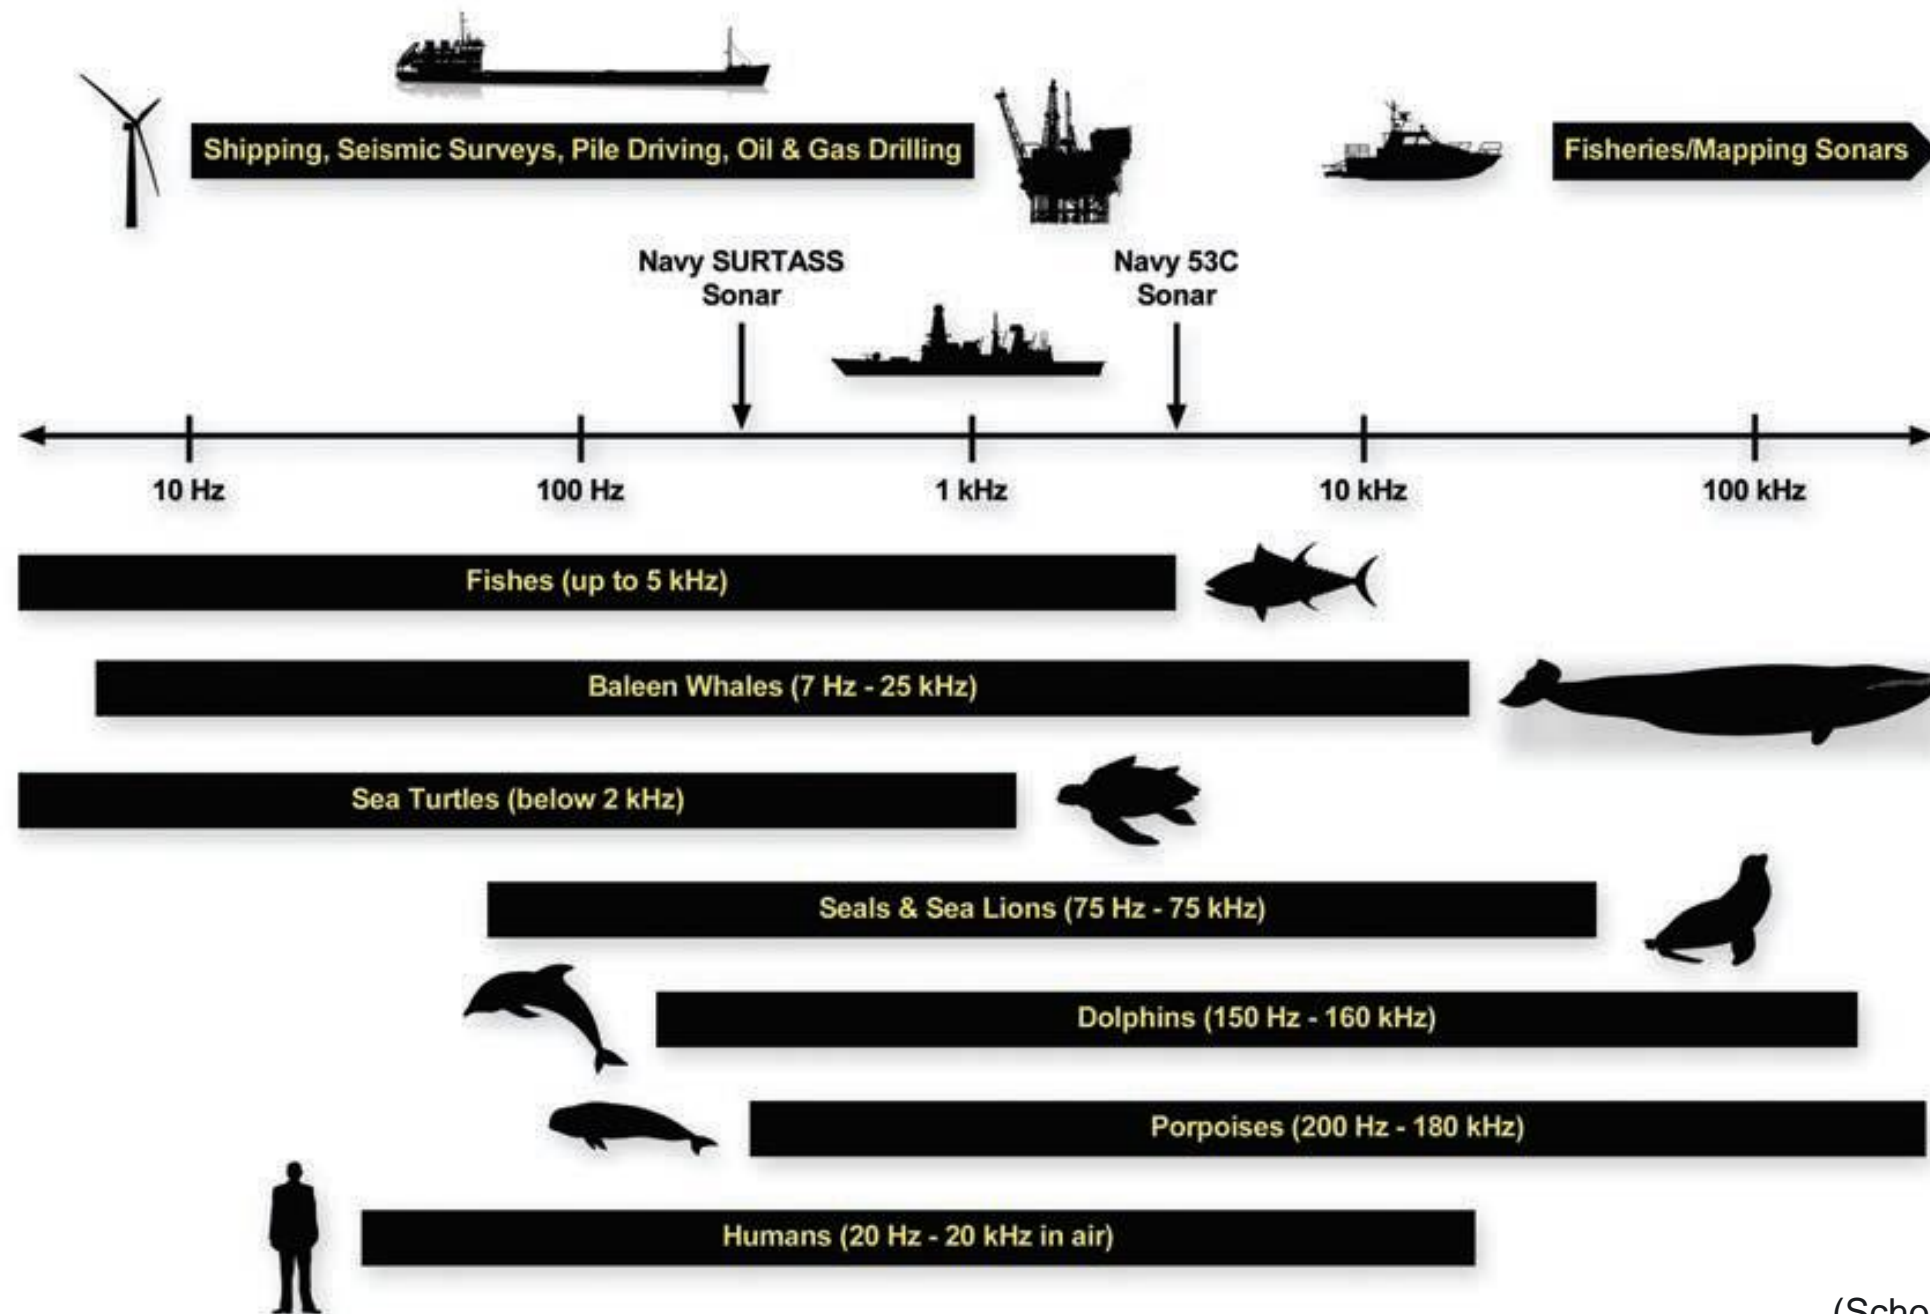 Shipping, Seismic Surveys, Pile Driving, Oil & Gas Drilling
Fisheries/Mapping Sonars
Navy SURTASS
Sonar
Navy 53C
Sonar
10 Hz
100 Hz
1 kHz
10 kHz
100 kHz
Fishes (up to 5 kHz)
Baleen Whales (7 Hz - 25 kHz)
Sea Turtles (below 2 kHz)
Seals & Sea Lions (75 Hz - 75 kHz)
Dolphins (150 Hz - 160 kHz)
Porpoises (200 Hz - 180 kHz)
Humans (20 Hz - 20 kHz in air)